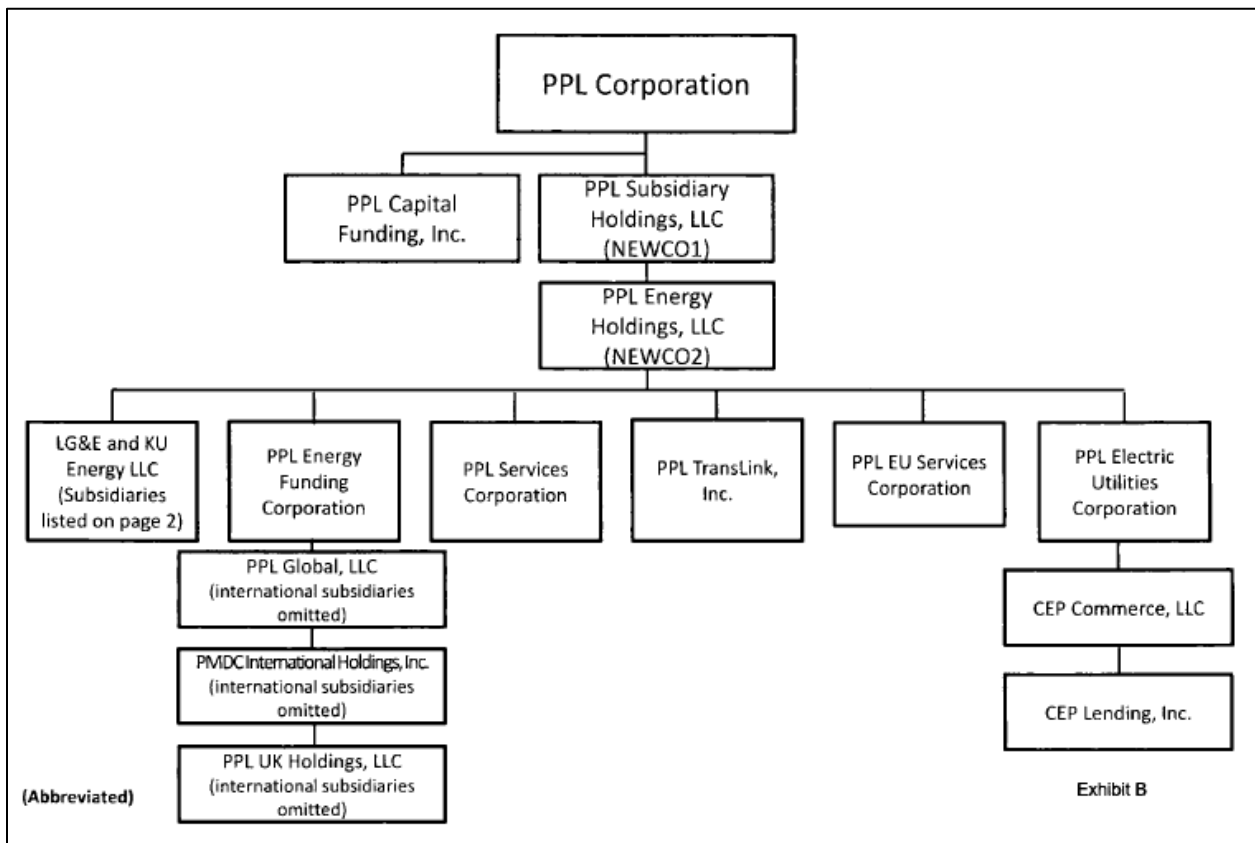 PPL Corporation
PPL Capital
Funding, Inc.
PPL Subsidiary
Holdings, LLC
(NEWCO1)
PPL Energy
Holdings, LLC
(NEWCO2)
LG&E and KU
Energy LLC
(Subsidiaries
listed on page 2)
PPL Energy
Funding
Corporation
PPL Services
Corporation
PPL TransLink,
Inc.
PPL EU Services
Corporation
PPL Electric
Utilities
Corporation
PPL Global, LLC
(international subsidiaries
omitted)
PMDC International Holdings, Inc.
(international subsidiaries
omitted)
PPL UK Holdings, LLC
(international subsidiaries
omitted)
CEP Commerce, LLC
CEP Lending, Inc.
(Abbreviated)
Exhibit B